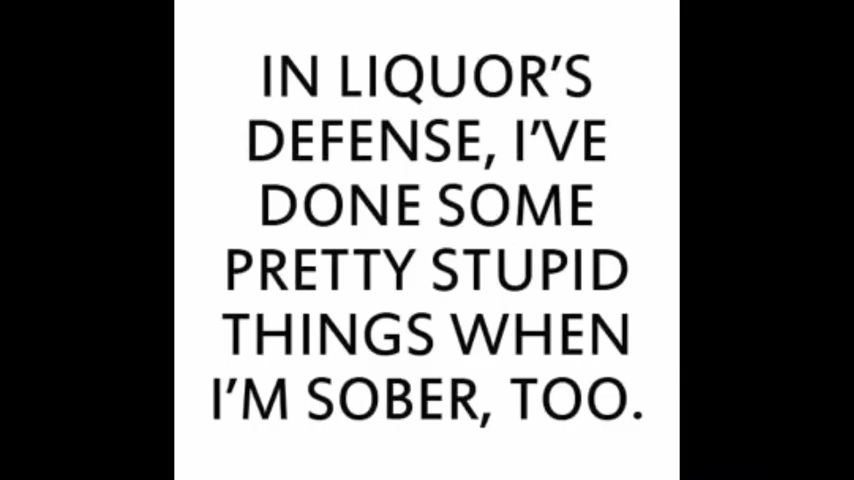 IN LIQUOR’S
DEFENSE, I’VE
DONE SOME
PRETTY STUPID
THINGS WHEN
I’M SOBER, TOO.